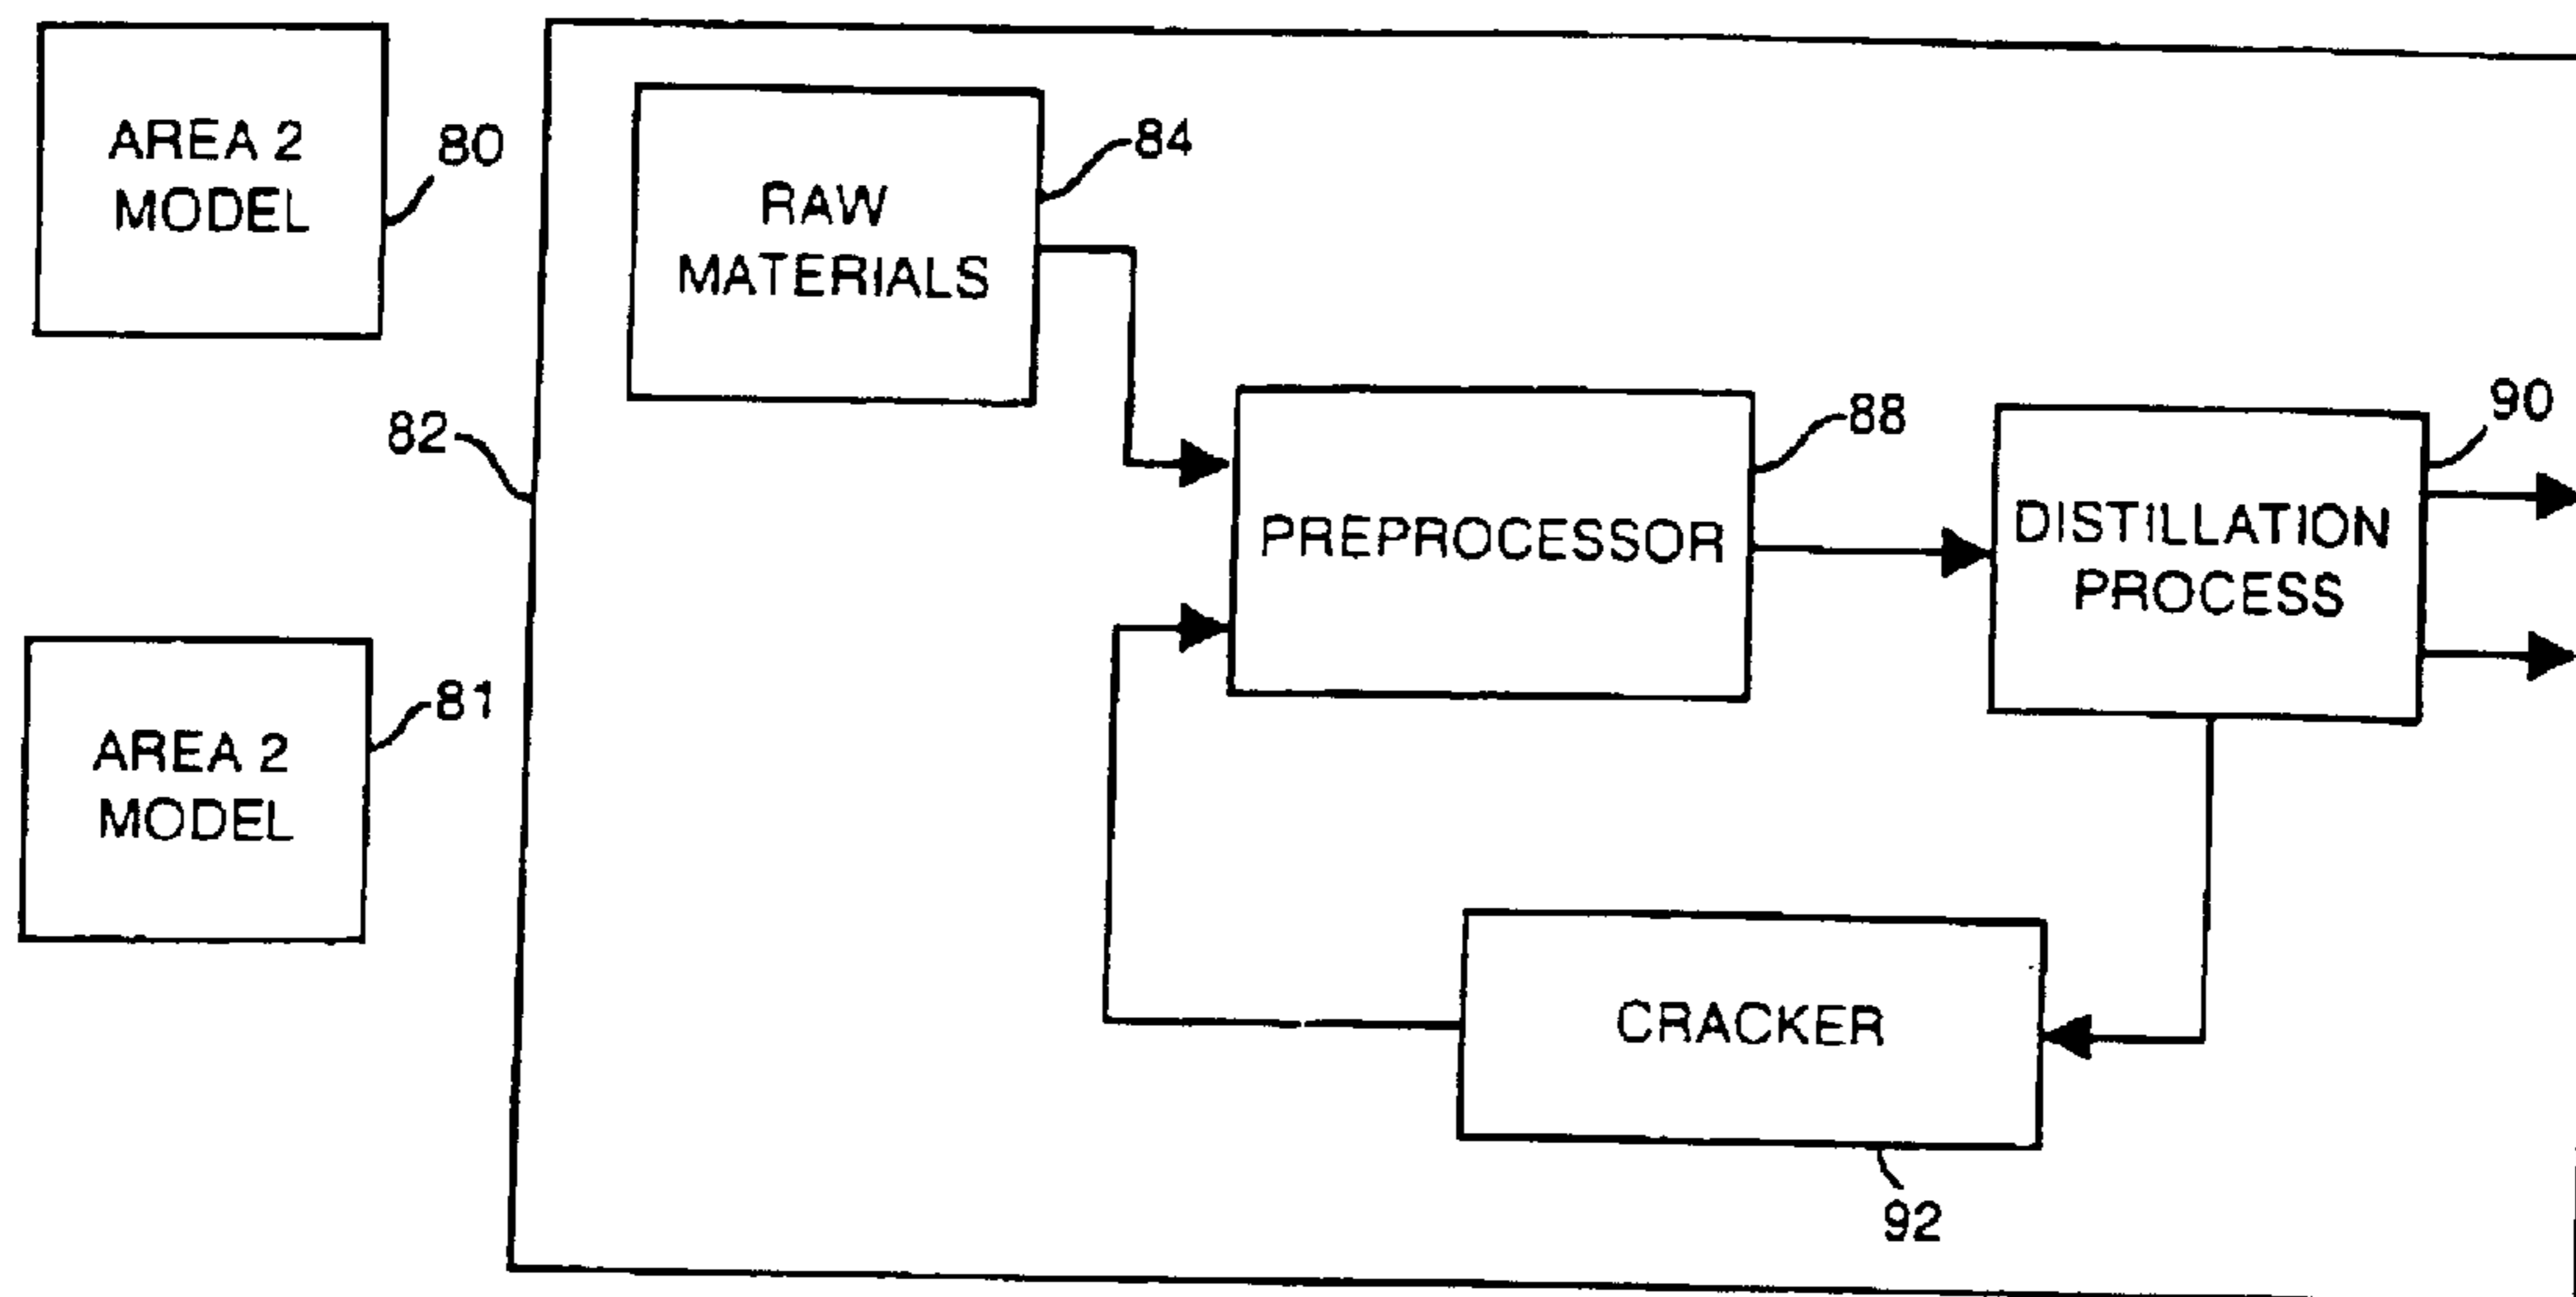 AREA 2
MODEL
80
RAW
MATERIALS
84
82
PREPROCESSOR
88
DISTILLATION
PROCESS
90
AREA 2
MODEL
81
CRACKER
92